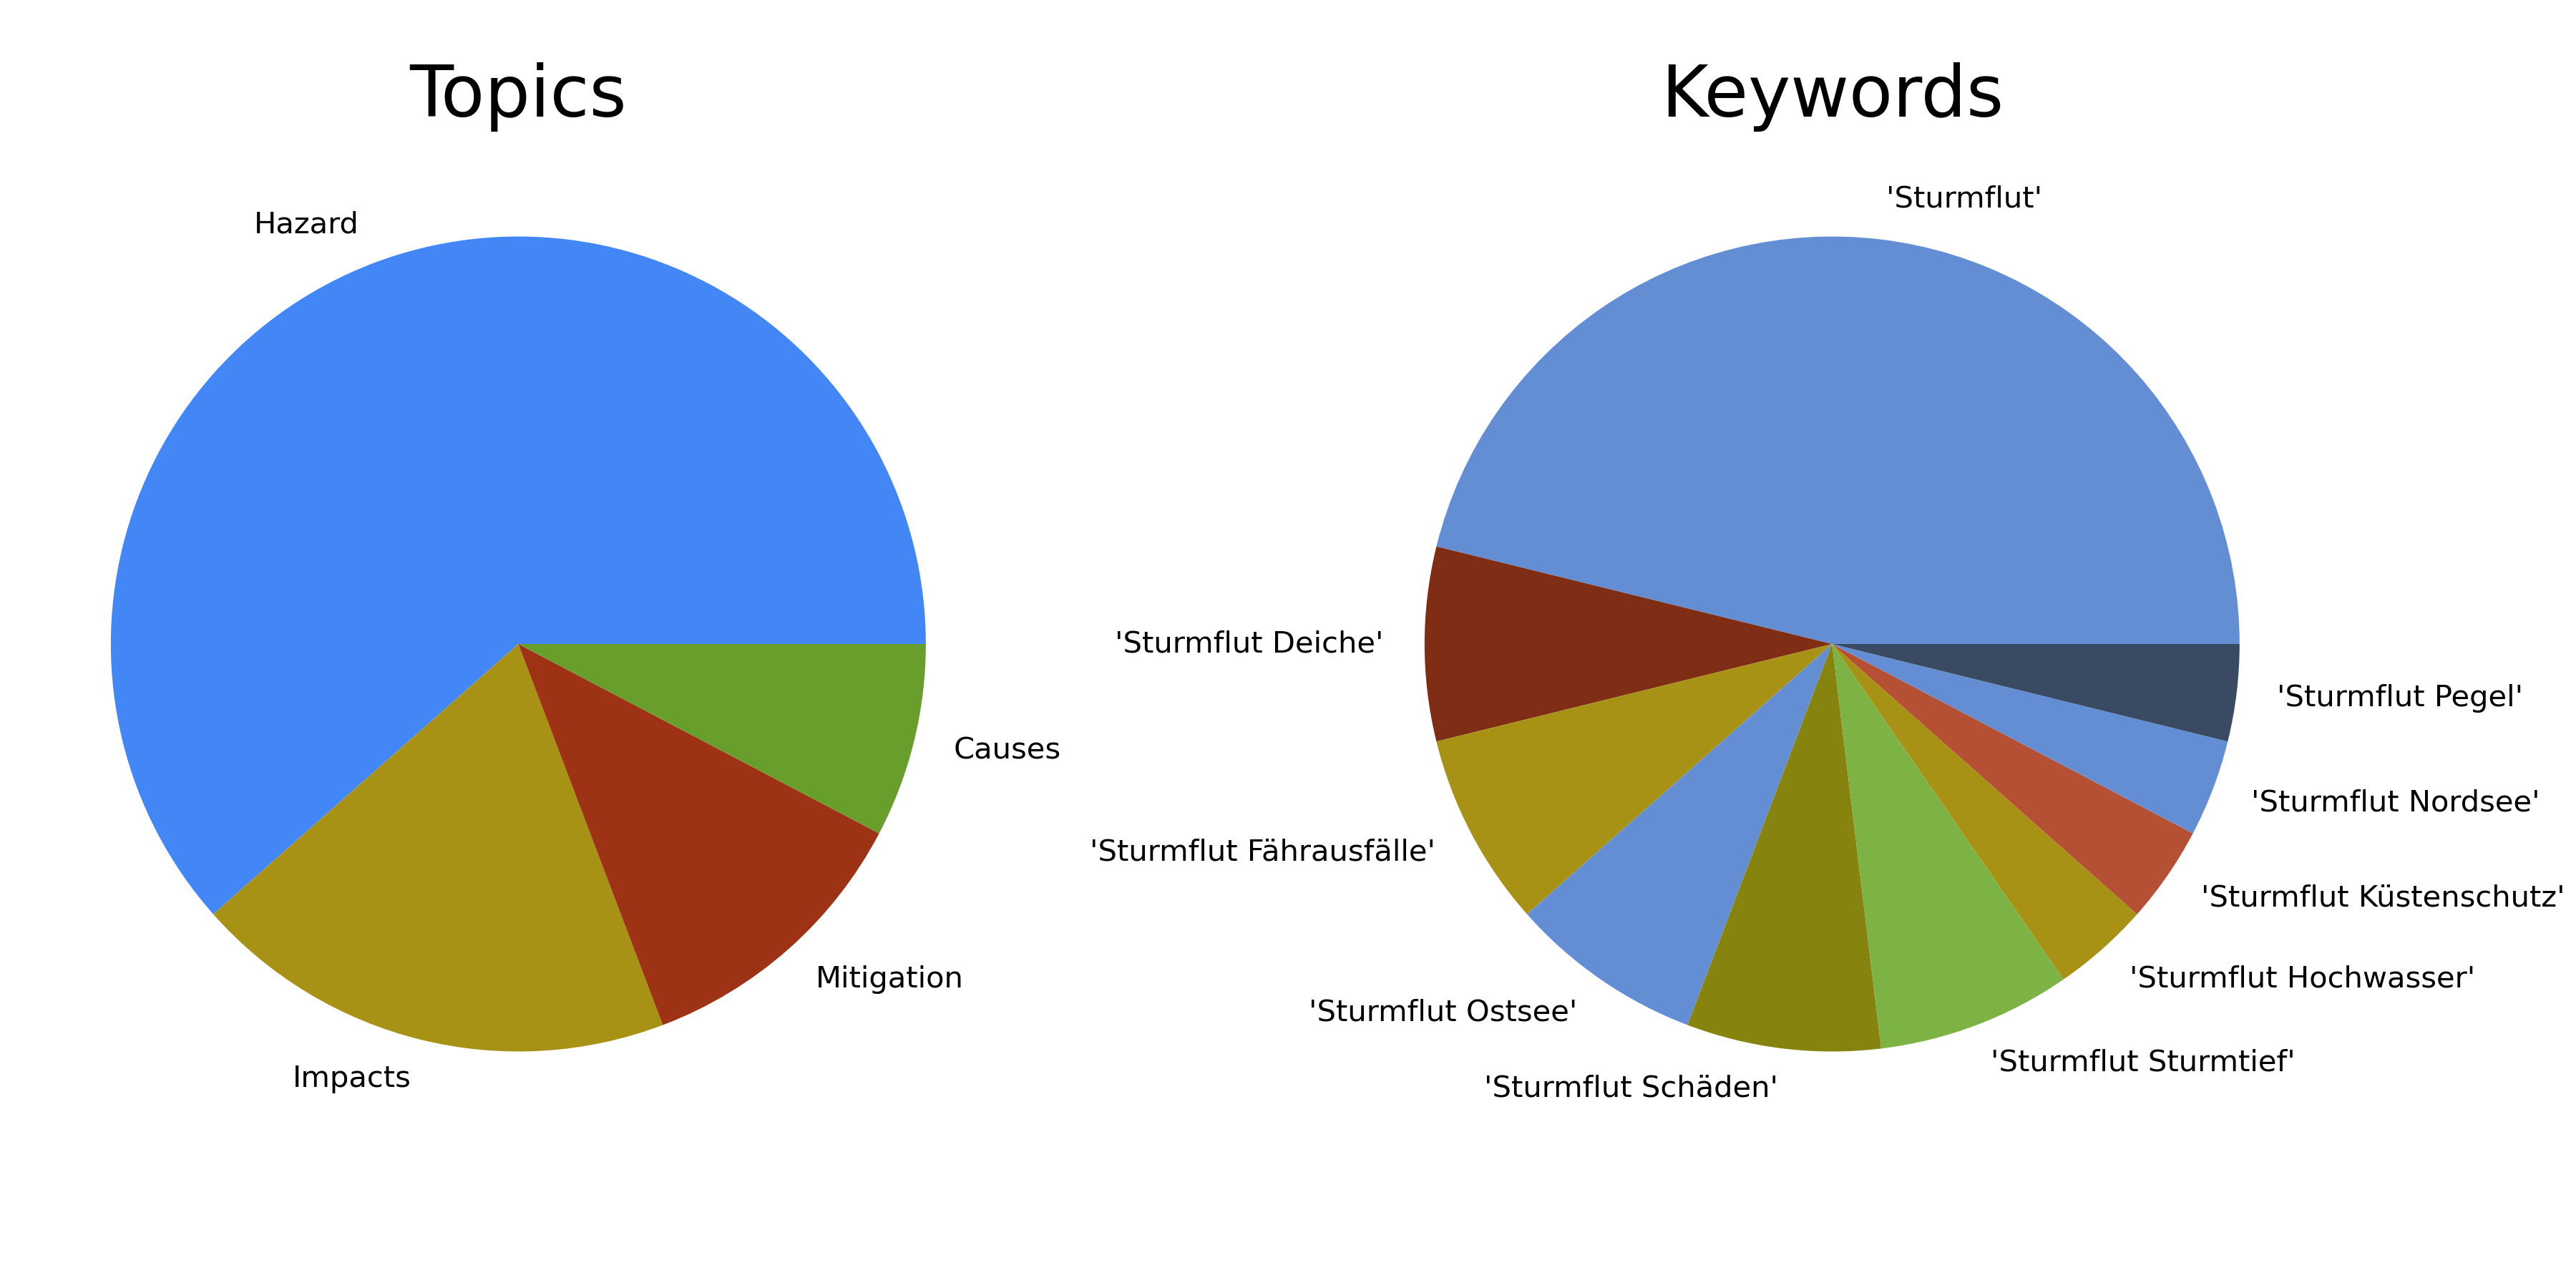 Topics
Hazard
Impacts
Mitigation
Causes
Keywords
'Sturmflut'
'Sturmflut Deiche'
'Sturmflut Fährausfälle'
'Sturmflut Ostsee'
'Sturmflut Schäden'
'Sturmflut Sturmtief'
'Sturmflut Hochwasser'
'Sturmflut Küstenschutz'
'Sturmflut Nordsee'
'Sturmflut Pegel'